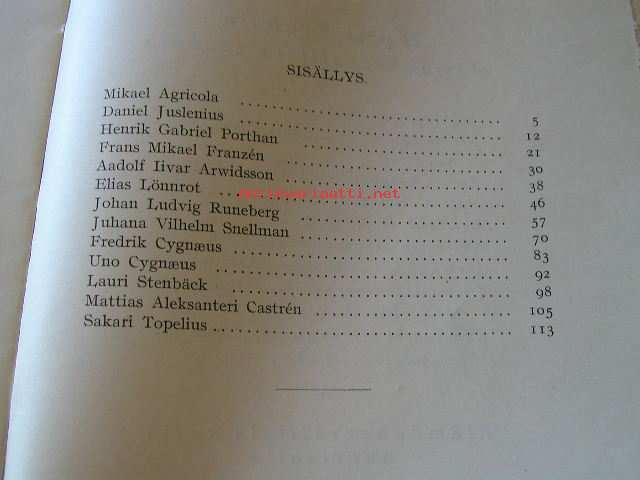 SISÄLLYS.
Mikael Agricola ........................ 5
Daniel Juslenius ........................ 12
Henrik Gabriel Porthan ........................ 21
Frans Mikael Franzén ........................ 30
Aadolf Iivar Arwidsson ........................ 38
Elias Lönnrot ........................ 46
Johan Ludvig Runeberg ........................ 57
Juhana Vilhelm Snellman ........................ 70
Fredrik Cygnæus ........................ 83
Uno Cygnæus ........................ 92
Lauri Stenbäck ........................ 98
Mattias Aleksanteri Castrén ........................ 105
Sakari Topelius ........................ 113